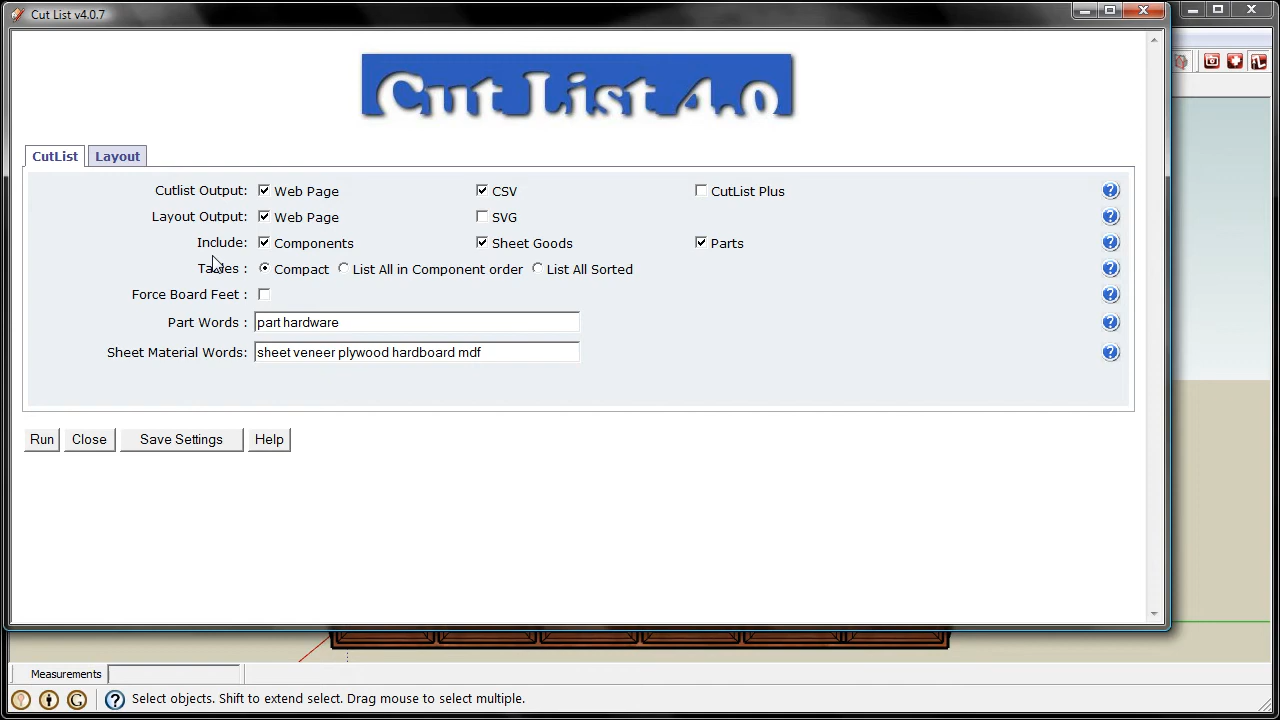 Cut List v4.0.7
Cut List 4.0
CutList Layout
Cutlist Output: Web Page CSV CutList Plus
Layout Output: Web Page SVG
Include: Components Sheet Goods Parts
Compact List All in Component order List All Sorted
Force Board Feet :
Part Words : part hardware
Sheet Material Words: sheet veneer plywood hardboard mdf
Run Close Save Settings Help
Measurements
Select objects. Shift to extend select. Drag mouse to select multiple.